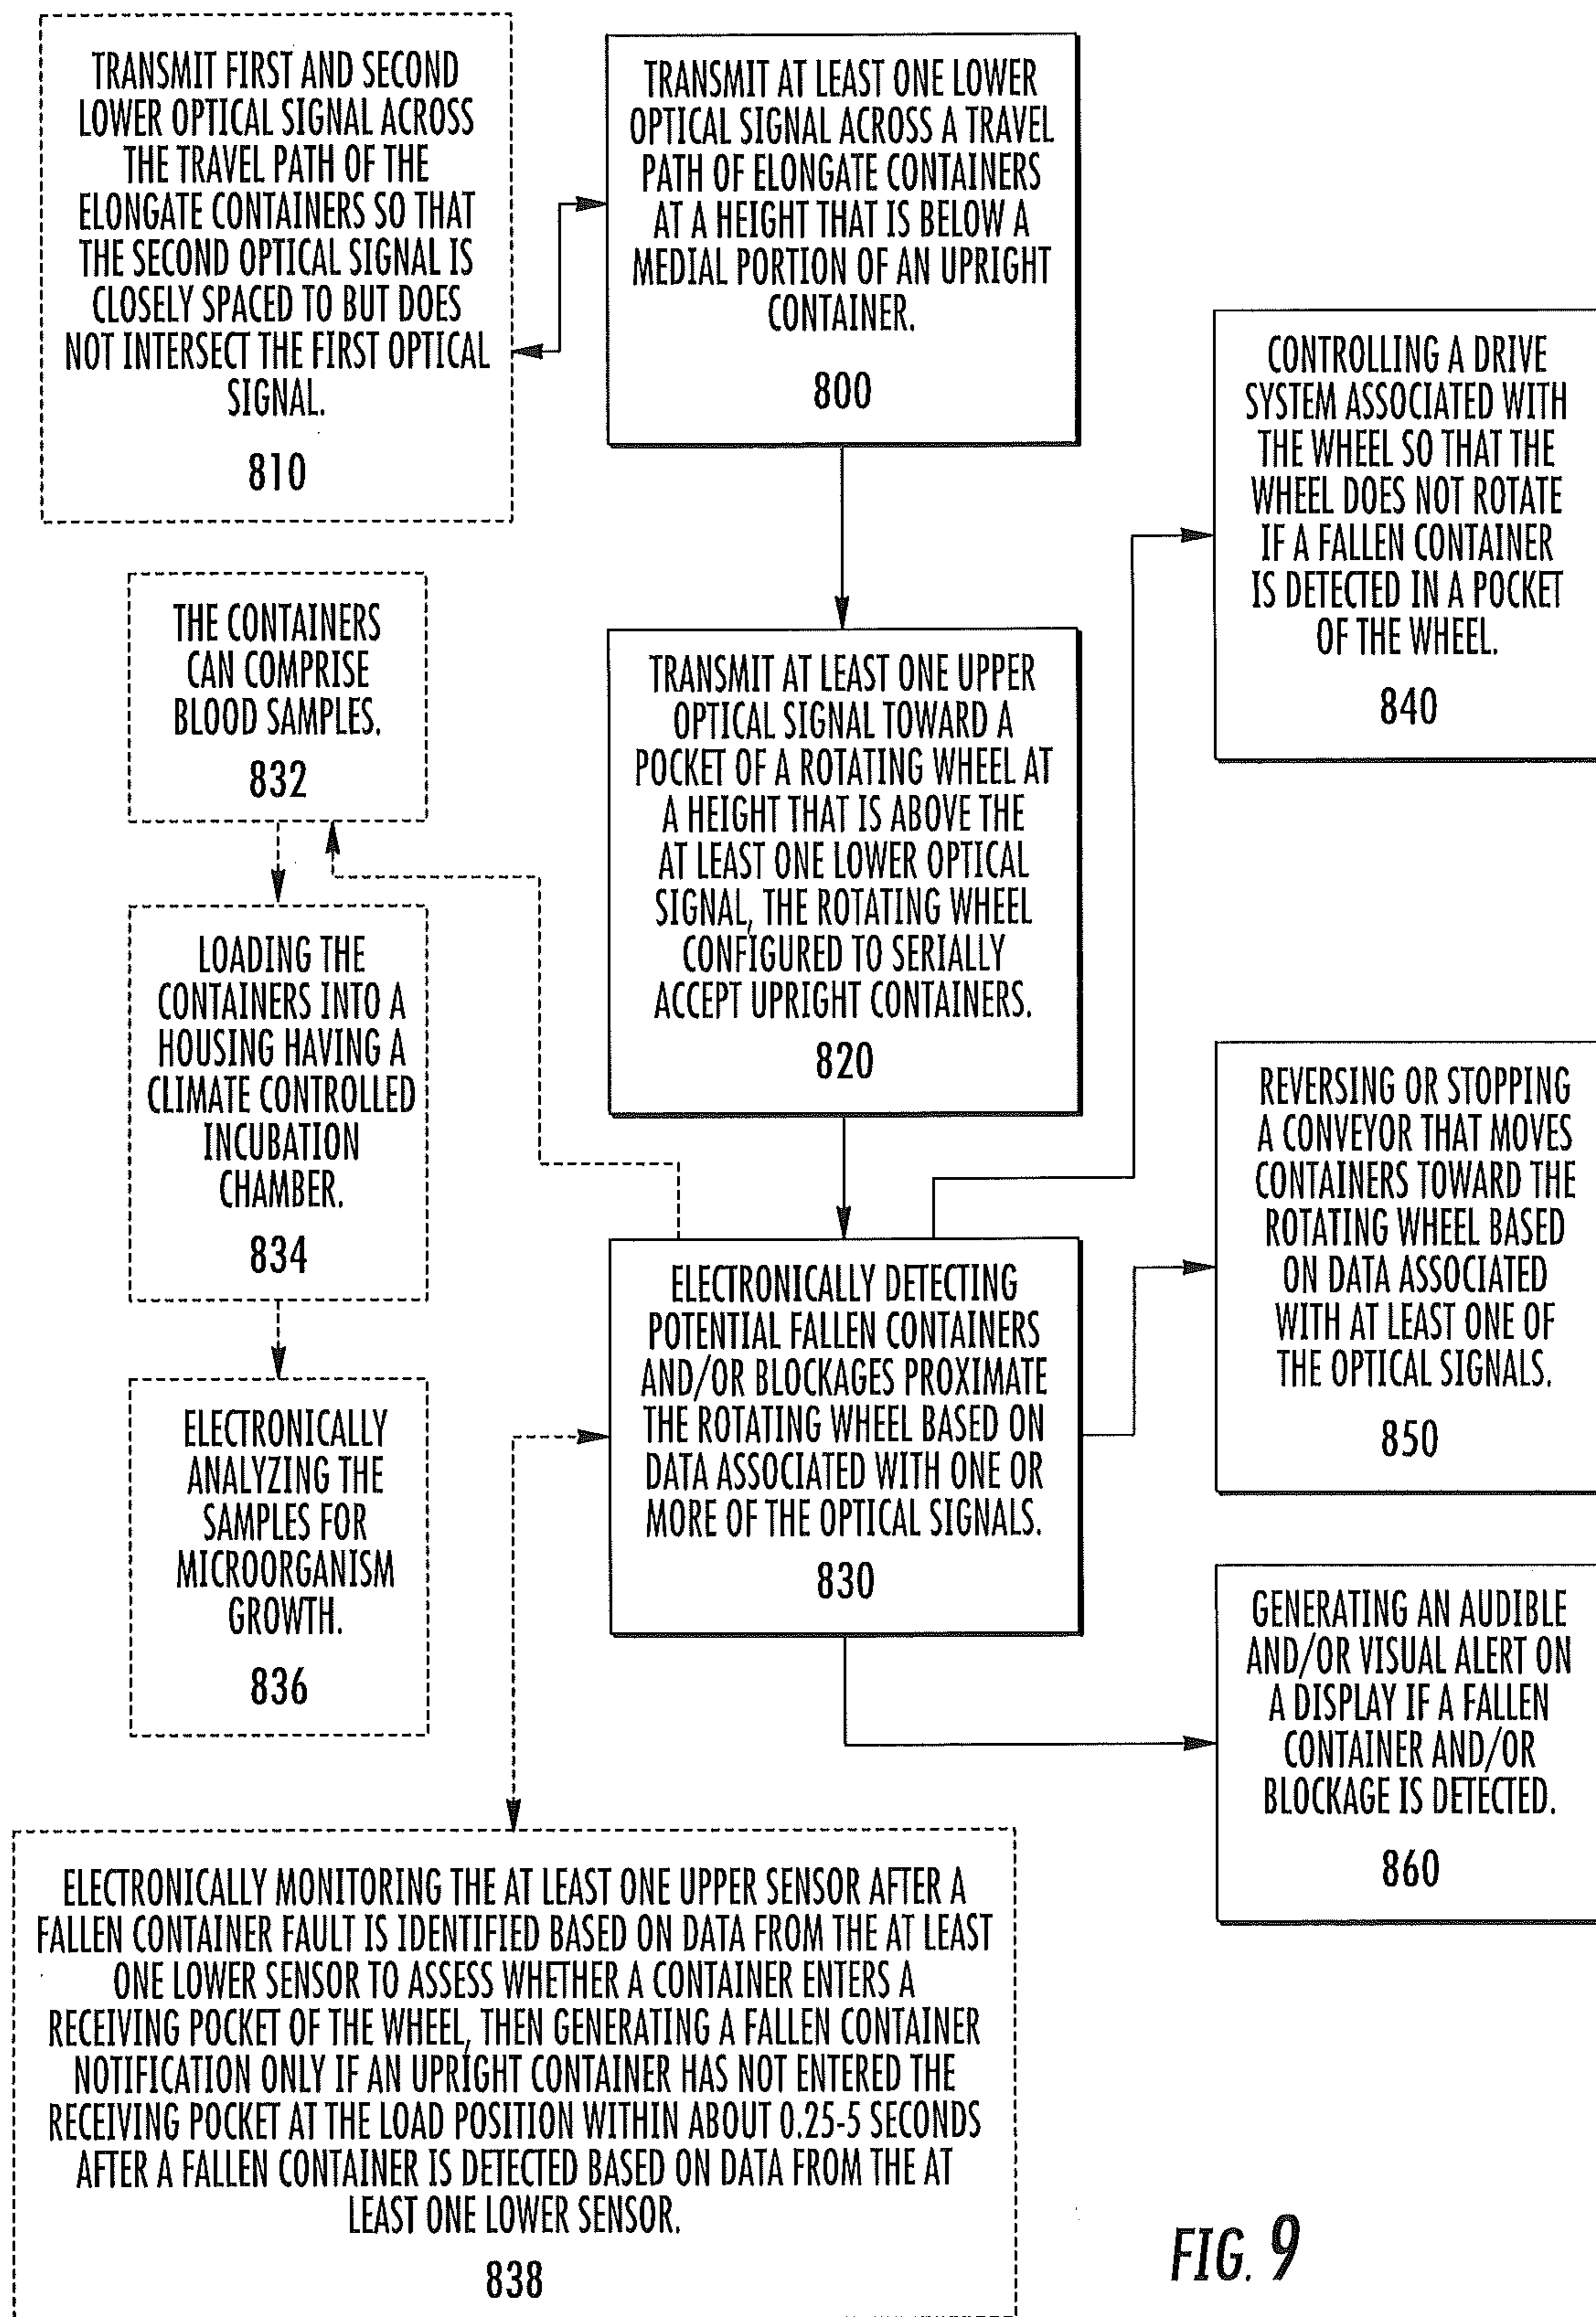 TRANSMIT FIRST AND SECOND
LOWER OPTICAL SIGNAL ACROSS
THE TRAVEL PATH OF THE
ELONGATE CONTAINERS SO THAT
THE SECOND OPTICAL SIGNAL IS
CLOSELY SPACED TO BUT DOES
NOT INTERSECT THE FIRST OPTICAL
SIGNAL.
810
TRANSMIT AT LEAST ONE LOWER
OPTICAL SIGNAL ACROSS A TRAVEL
PATH OF ELONGATE CONTAINERS
AT A HEIGHT THAT IS BELOW A
MEDIAL PORTION OF AN UPRIGHT
CONTAINER.
800
CONTROLLING A DRIVE
SYSTEM ASSOCIATED WITH
THE WHEEL SO THAT THE
WHEEL DOES NOT ROTATE
IF A FALLEN CONTAINER
IS DETECTED IN A POCKET
OF THE WHEEL.
840
THE CONTAINERS
CAN COMPRISE
BLOOD SAMPLES.
832
TRANSMIT AT LEAST ONE UPPER
OPTICAL SIGNAL TOWARD A
POCKET OF A ROTATING WHEEL AT
A HEIGHT THAT IS ABOVE THE
AT LEAST ONE LOWER OPTICAL
SIGNAL, THE ROTATING WHEEL
CONFIGURED TO SERIALLY
ACCEPT UPRIGHT CONTAINERS.
820
LOADING THE
CONTAINERS INTO A
HOUSING HAVING A
CLIMATE CONTROLLED
INCUBATION
CHAMBER.
834
REVERSING OR STOPPING
A CONVEYOR THAT MOVES
CONTAINERS TOWARD THE
ROTATING WHEEL BASED
ON DATA ASSOCIATED
WITH AT LEAST ONE OF
THE OPTICAL SIGNALS.
850
ELECTRONICALLY DETECTING
POTENTIAL FALLEN CONTAINERS
AND/OR BLOCKAGES PROXIMATE
THE ROTATING WHEEL BASED ON
DATA ASSOCIATED WITH ONE OR
MORE OF THE OPTICAL SIGNALS.
830
ELECTRONICALLY
ANALYZING THE
SAMPLES FOR
MICROORGANISM
GROWTH.
836
GENERATING AN AUDIBLE
AND/OR VISUAL ALERT ON
A DISPLAY IF A FALLEN
CONTAINER AND/OR
BLOCKAGE IS DETECTED.
860
ELECTRONICALLY MONITORING THE AT LEAST ONE UPPER SENSOR AFTER A
FALLEN CONTAINER FAULT IS IDENTIFIED BASED ON DATA FROM THE AT LEAST
ONE LOWER SENSOR TO ASSESS WHETHER A CONTAINER ENTERS A
RECEIVING POCKET OF THE WHEEL, THEN GENERATING A FALLEN CONTAINER
NOTIFICATION ONLY IF AN UPRIGHT CONTAINER HAS NOT ENTERED THE
RECEIVING POCKET AT THE LOAD POSITION WITHIN ABOUT 0.25-5 SECONDS
AFTER A FALLEN CONTAINER IS DETECTED BASED ON DATA FROM THE AT
LEAST ONE LOWER SENSOR.
838
FIG. 9